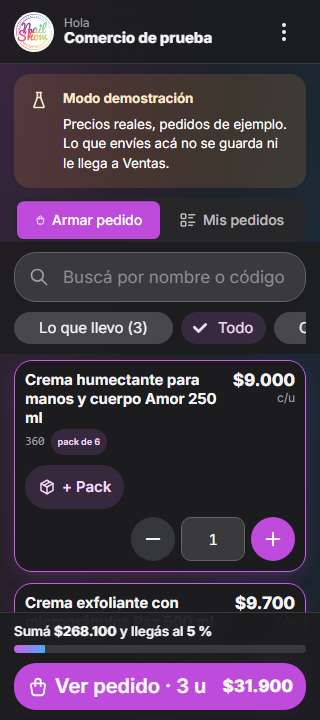 Nail Show
Hola
Comercio de prueba
Modo demostración
Precios reales, pedidos de ejemplo.
Lo que envíes acá no se guarda ni
le llega a Ventas.
Armar pedido
Mis pedidos
Buscá por nombre o código
Lo que llevo (3)
Todo
Crema humectante para
manos y cuerpo Amor 250
ml
$9.000
c/u
360
pack de 6
+ Pack
1
Crema exfoliante con
$9.700
Sumá $268.100 y llegás al 5 %
Ver pedido · 3 u
$31.900